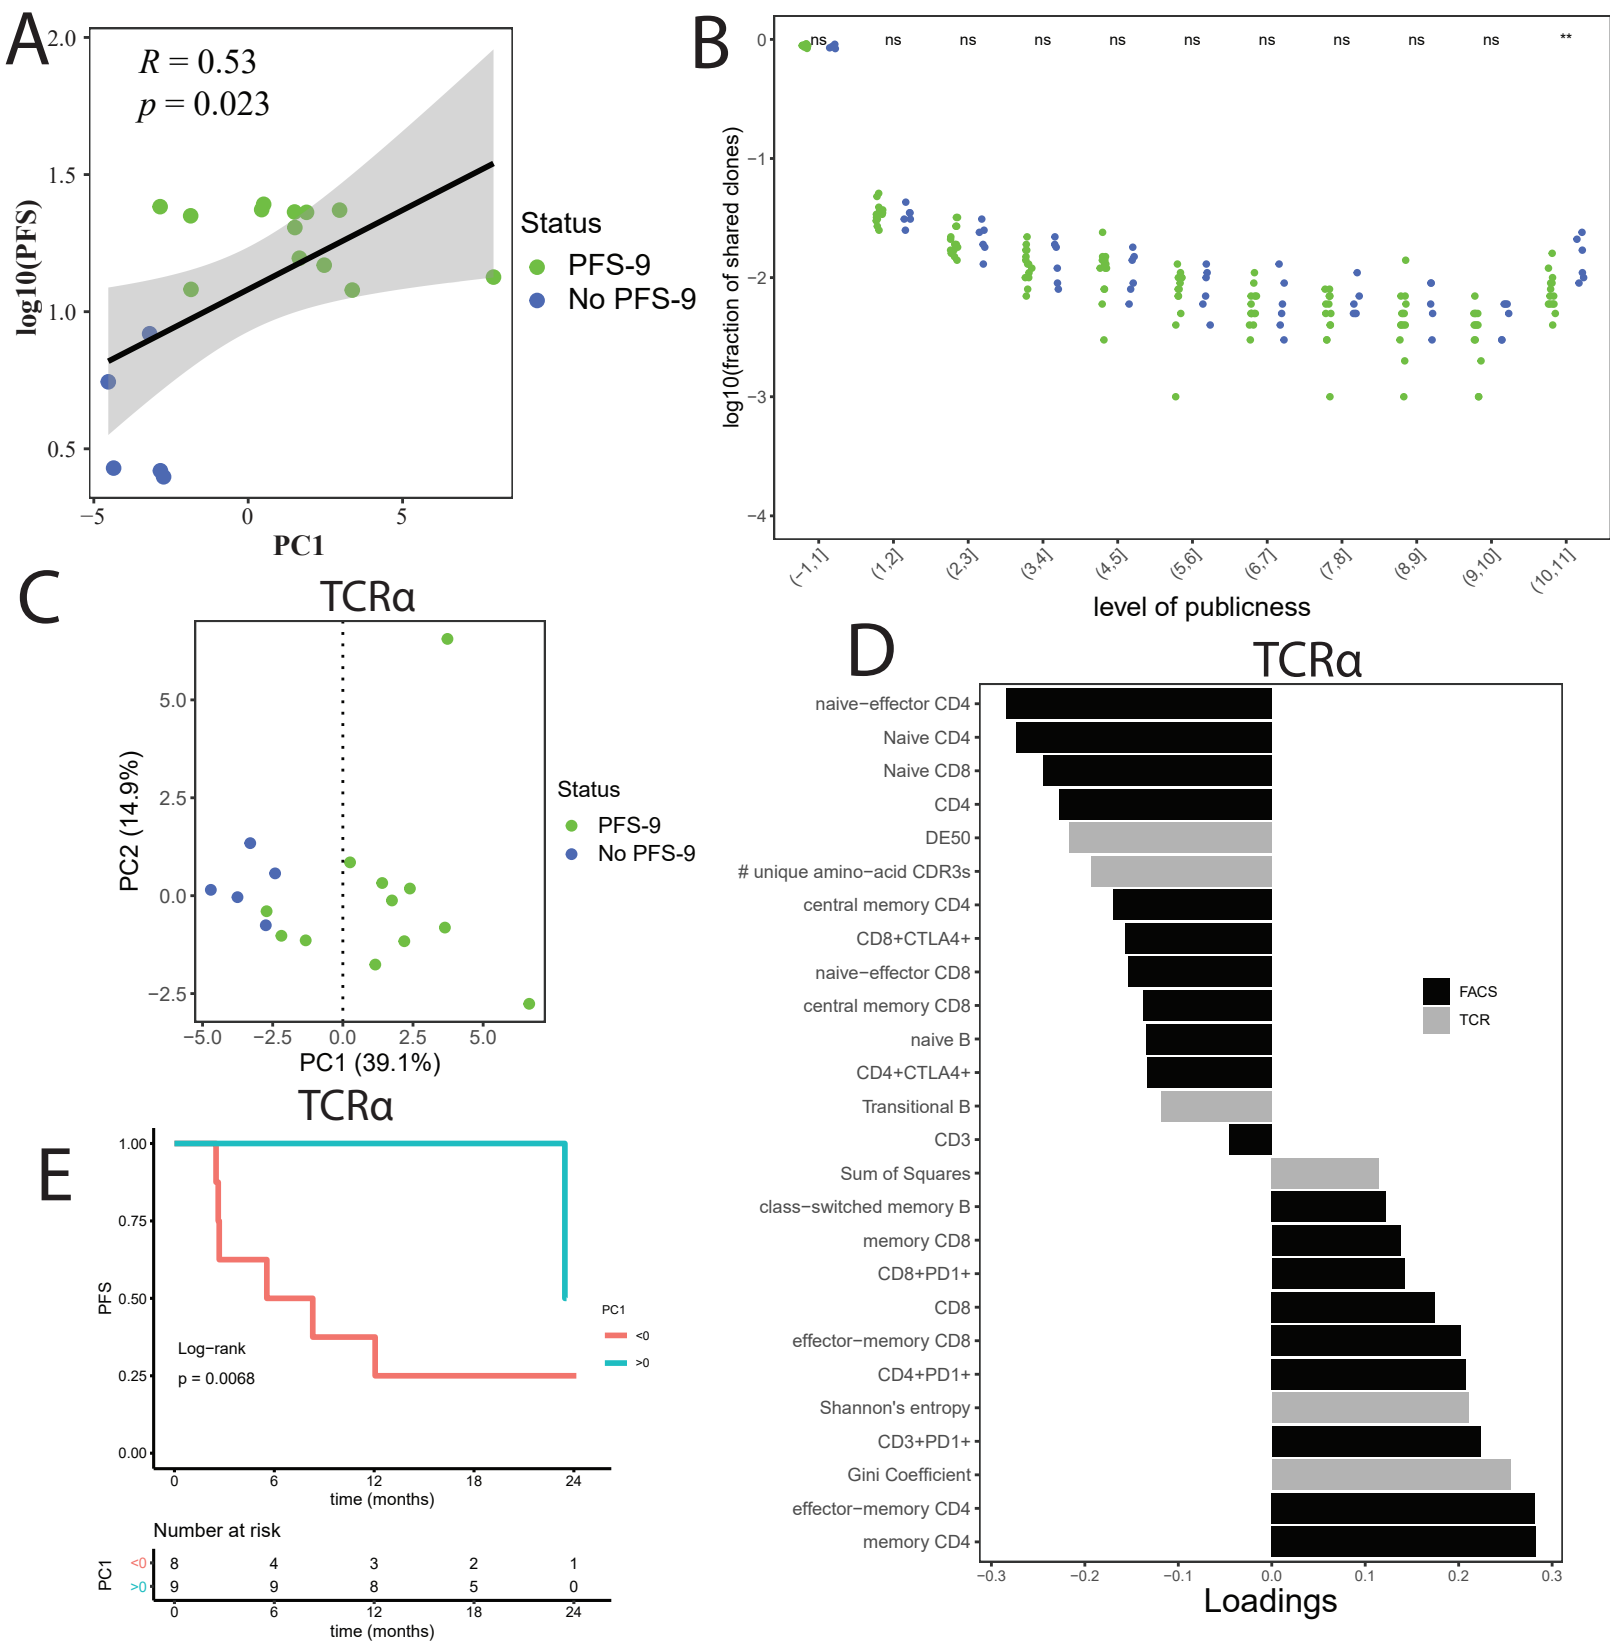 A
2.0
1.5
1.0
0.5
R = 0.53
p = 0.023
−5
0
5
PC1
log10(PFS)
Status
PFS-9
No PFS-9
B
0
−1
−2
−3
−4
ns
ns
ns
ns
ns
ns
ns
ns
ns
ns
**
log10(fraction of shared clones)
(−1,1]
(1,2]
(2,3]
(3,4]
(4,5]
(5,6]
(6,7]
(7,8]
(8,9]
(9,10]
(10,11]
level of publicness
C
TCRα
5.0
2.5
0.0
−2.5
PC2 (14.9%)
−5.0
−2.5
0.0
2.5
5.0
PC1 (39.1%)
Status
PFS-9
No PFS-9
D
TCRα
naive−effector CD4
Naive CD4
Naive CD8
CD4
DE50
# unique amino−acid CDR3s
central memory CD4
CD8+CTLA4+
naive−effector CD8
central memory CD8
naive B
CD4+CTLA4+
Transitional B
CD3
Sum of Squares
class−switched memory B
memory CD8
CD8+PD1+
CD8
effector−memory CD8
CD4+PD1+
Shannon's entropy
CD3+PD1+
Gini Coefficient
effector−memory CD4
memory CD4
FACS
TCR
−0.3
−0.2
−0.1
0.0
0.1
0.2
0.3
Loadings
E
TCRα
1.00
0.75
0.50
0.25
0.00
PFS
Log−rank
p = 0.0068
PC1
<0
>0
0
6
12
18
24
time (months)
Number at risk
PC1
<0 8 4 3 2 1
>0 9 9 8 5 0
0
6
12
18
24
time (months)